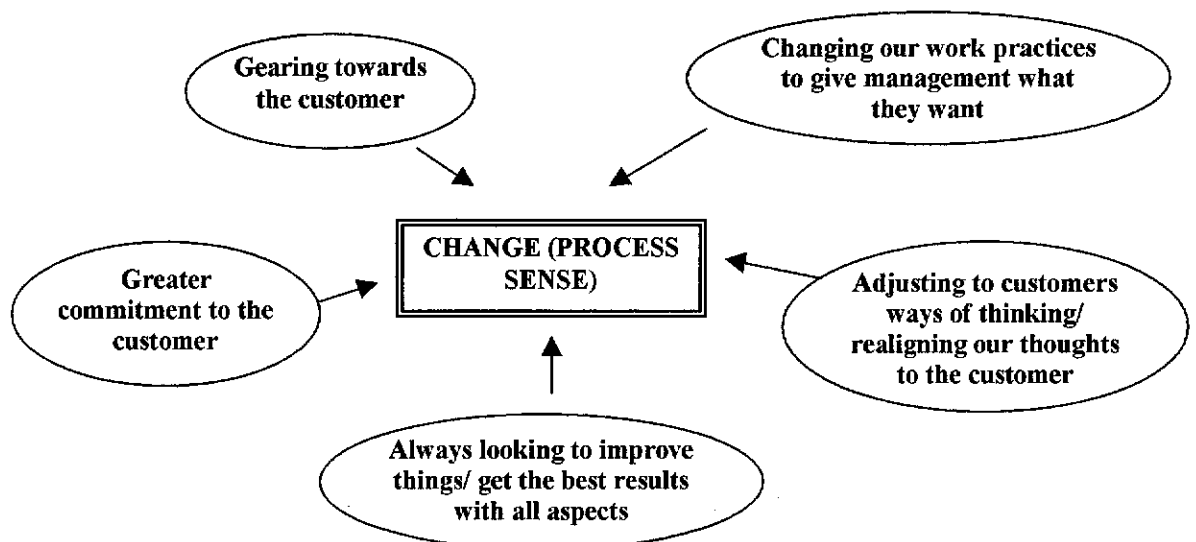 Gearing towards
the customer
Changing our work practices
to give management what
they want
CHANGE (PROCESS
SENSE)
Greater
commitment to the
customer
Adjusting to customers
ways of thinking/
realigning our thoughts
to the customer
Always looking to improve
things/ get the best results
with all aspects